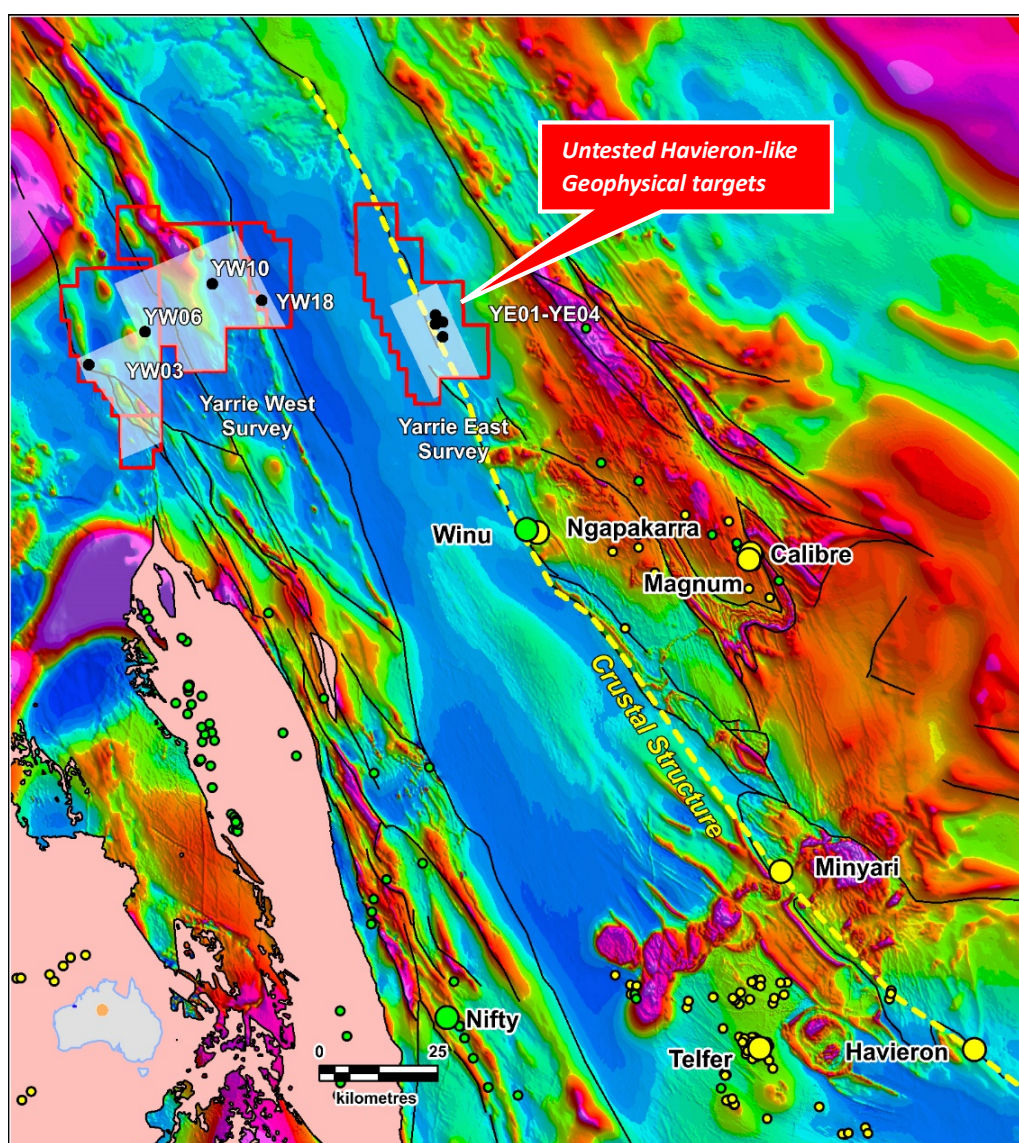 Untested Havieron-like
Geophysical targets
YW10
YW18
YW06
YE01-YE04
YW03
Yarrie West
Survey
Yarrie East
Survey
Winu
Ngapakarra
Calibre
Magnum
Crustal Structure
Minyari
Nifty
Telfer
Havieron
0
25
kilometres